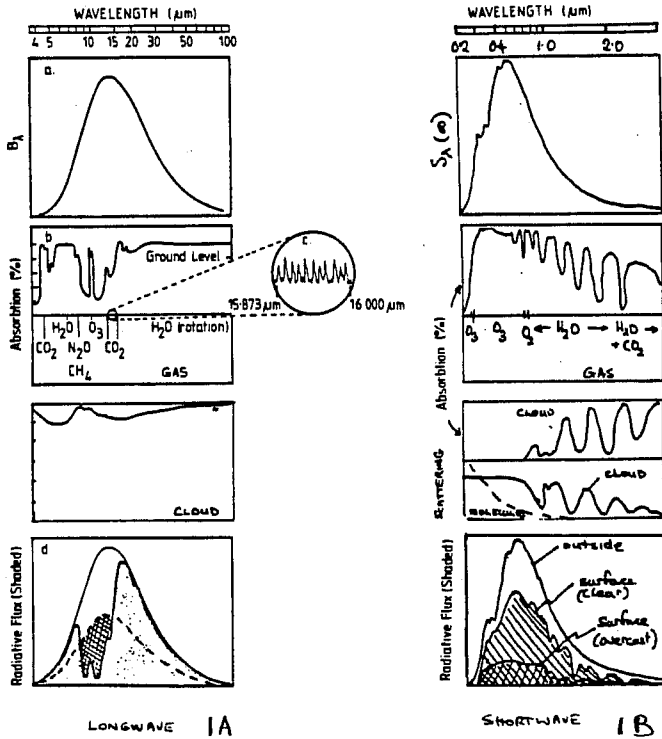 WAVELENGTH (µm)
4 5 10 15 20 30 50 100
a.
Bλ
b
Ground Level
Absorbtion (%)
H₂O O₃ H₂O (rotation)
CO₂ N₂O CO₂
CH₄ GAS
c.
15·873 µm 16 000 µm
CLOUD
d
Radiative Flux (Shaded)
LONGWAVE 1A
WAVELENGTH (µm)
0·2 0·4 1·0 2·0
Sλ (∞)
Absorbtion (%)
O₃ O₃ O₂ H₂O H₂O
+ CO₂
GAS
CLOUD
SCATTERING
CLOUD
MOLECULES
Radiative Flux (Shaded)
outside
surface
(clear)
Surface
(overcast)
SHORTWAVE 1B